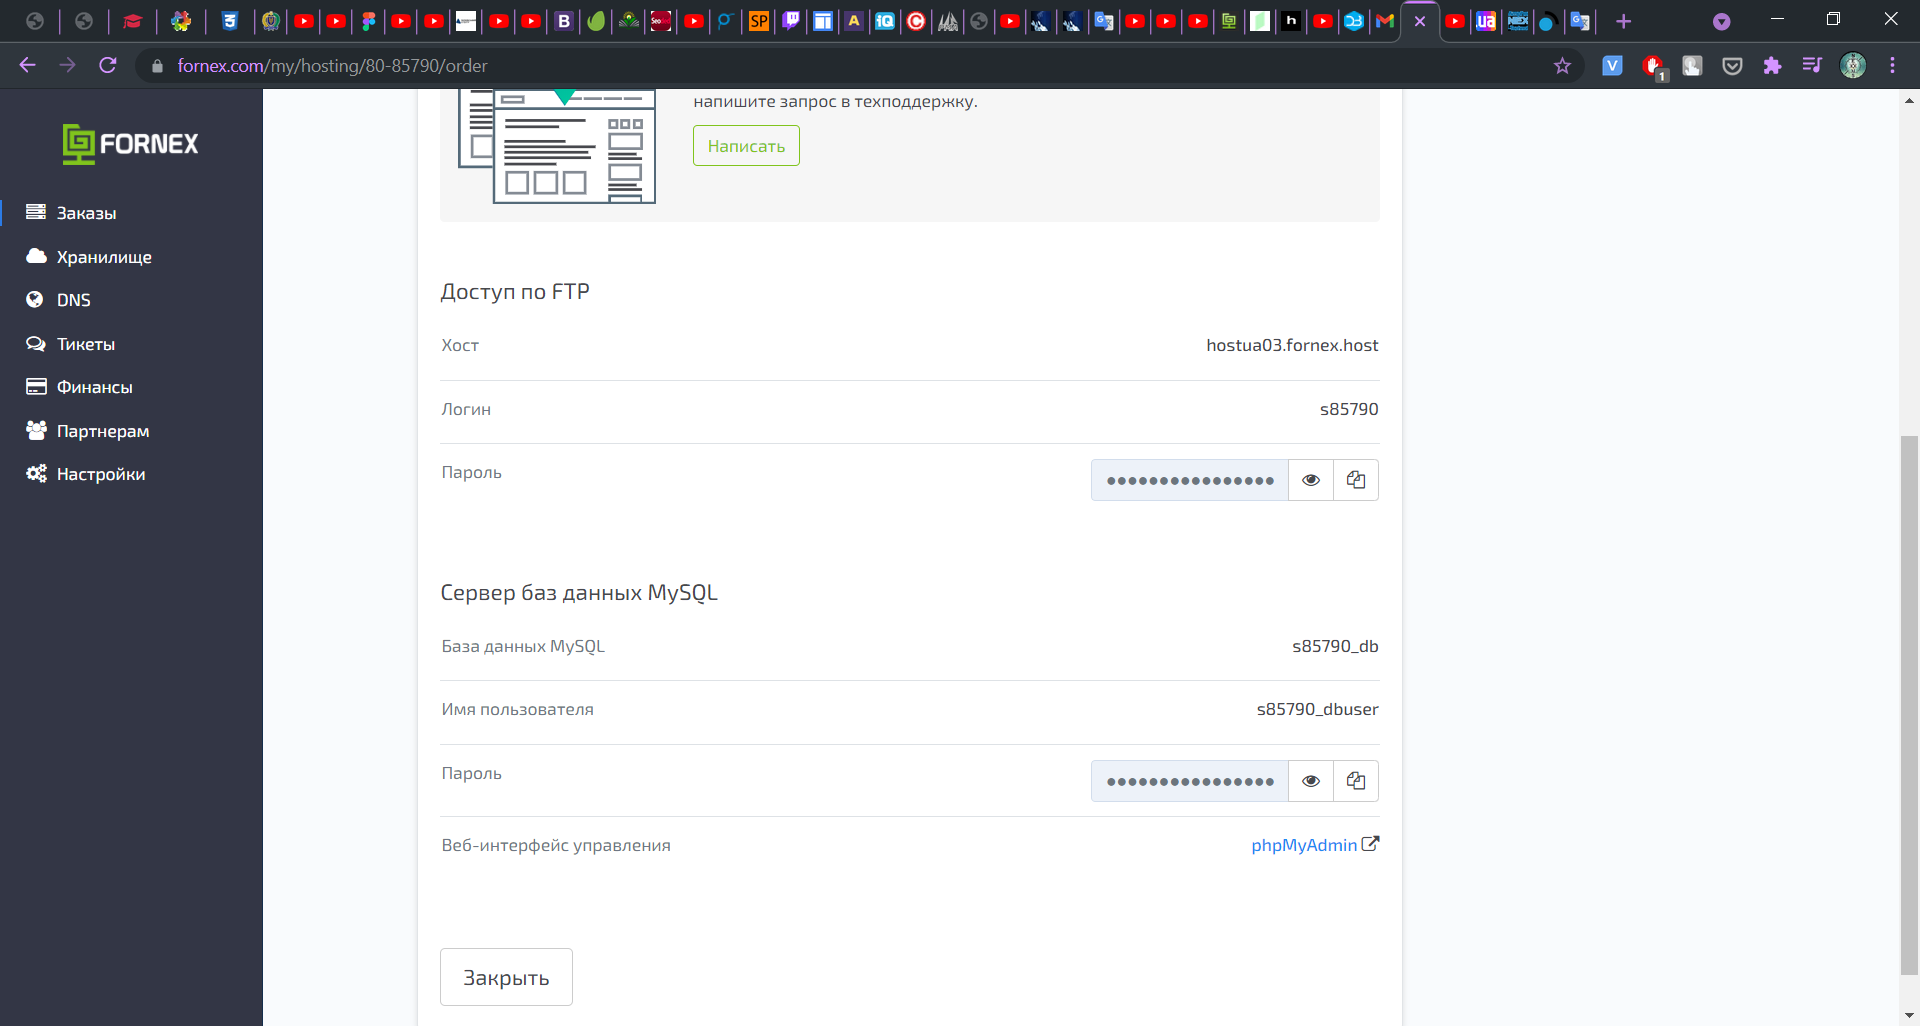 fornex.com/my/hosting/80-85790/order
1
FORNEX
Заказы
Хранилище
DNS
Тикеты
Финансы
Партнерам
Настройки
напишите запрос в техподдержку.
Написать
Доступ по FTP
Хост hostua03.fornex.host
Логин s85790
Пароль ••••••••••••••••
Сервер баз данных MySQL
База данных MySQL s85790_db
Имя пользователя s85790_dbuser
Пароль ••••••••••••••••
Веб-интерфейс управления phpMyAdmin
Закрыть